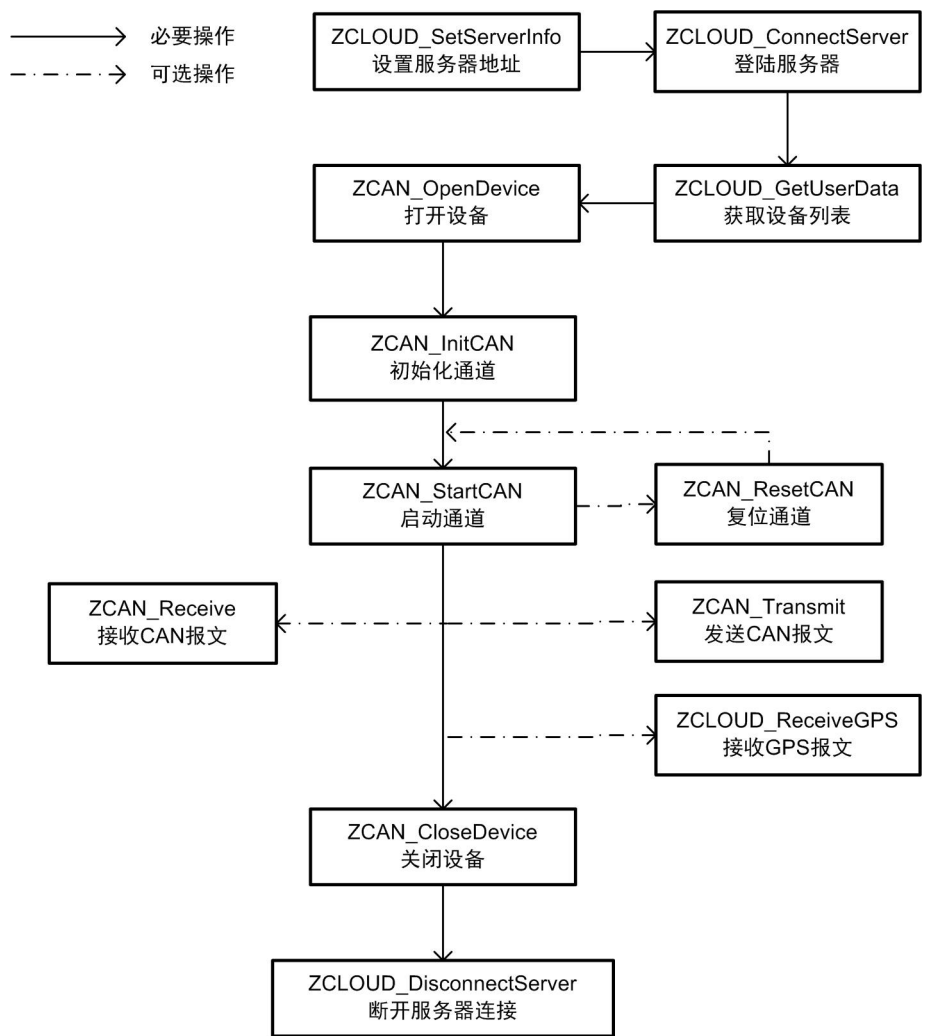 必要操作
可选操作
ZCLOUD_SetServerInfo
设置服务器地址
ZCLOUD_ConnectServer
登陆服务器
ZCAN_OpenDevice
打开设备
ZCLOUD_GetUserData
获取设备列表
ZCAN_InitCAN
初始化通道
ZCAN_StartCAN
启动通道
ZCAN_ResetCAN
复位通道
ZCAN_Receive
接收CAN报文
ZCAN_Transmit
发送CAN报文
ZCLOUD_ReceiveGPS
接收GPS报文
ZCAN_CloseDevice
关闭设备
ZCLOUD_DisconnectServer
断开服务器连接